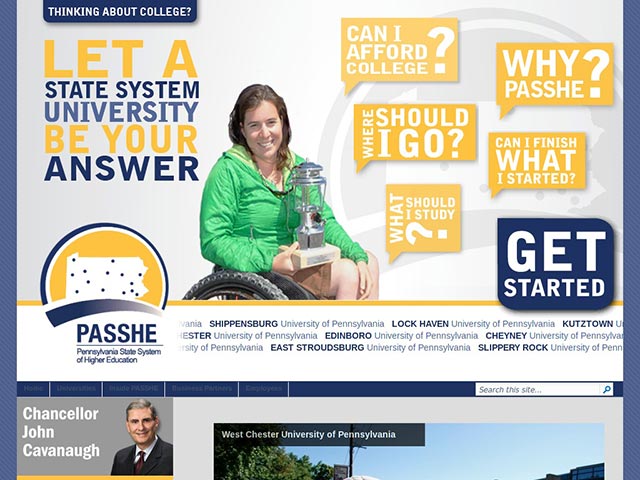 THINKING ABOUT COLLEGE?
LET A
STATE SYSTEM
UNIVERSITY
BE YOUR
ANSWER
CAN I
AFFORD
COLLEGE?
WHY
PASSHE?
WHERE SHOULD
I GO?
CAN I FINISH
WHAT
I STARTED?
WHAT SHOULD
I STUDY
?
GET
STARTED
PASSHE
Pennsylvania State System
of Higher Education
vania SHIPPENSBURG University of Pennsylvania LOCK HAVEN University of Pennsylvania KUTZTOWN Un
HESTER University of Pennsylvania EDINBORO University of Pennsylvania CHEYNEY University of Penn
rsity of Pennsylvania EAST STROUDSBURG University of Pennsylvania SLIPPERY ROCK University of Penn
Home Universities Inside PASSHE Business Partners Employees Search this site...
Chancellor
John
Cavanaugh
West Chester University of Pennsylvania